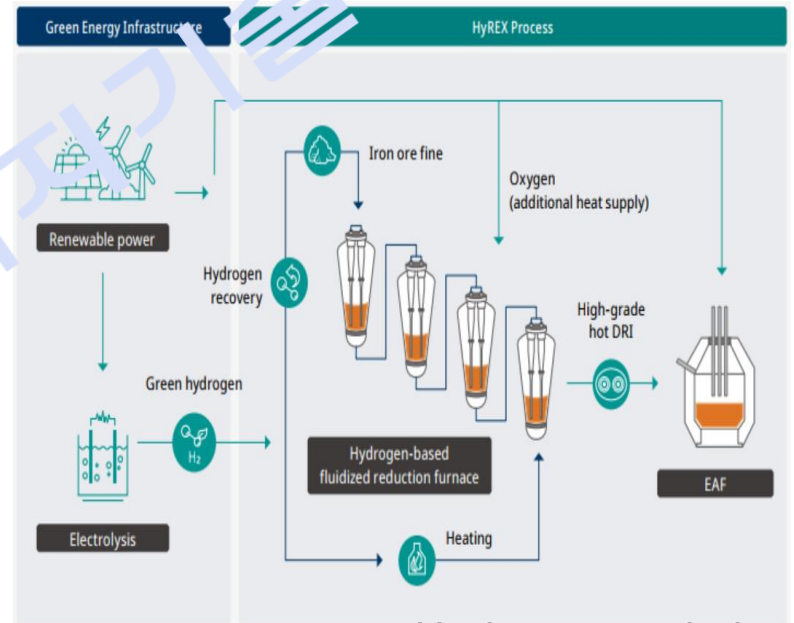 Green Energy Infrastructure
HyREX Process
Iron ore fine
Oxygen
(additional heat supply)
Renewable power
Hydrogen
recovery
High-grade
hot DRI
Green hydrogen
H₂
Hydrogen-based
fluidized reduction furnace
EAF
Electrolysis
Heating